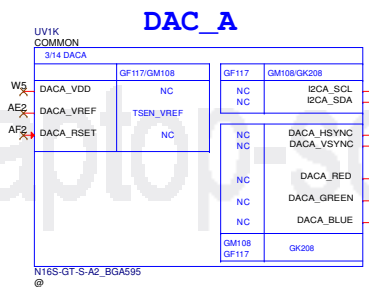 DAC_A
UV1K
COMMON
3/14 DACA
GF117/GM108
GF117 GM108/GK208
W5 DACA_VDD NC NC I2CA_SCL
NC I2CA_SDA
AE2 DACA_VREF TSEN_VREF
AF2 DACA_RSET NC NC DACA_HSYNC
NC DACA_VSYNC
NC DACA_RED
NC DACA_GREEN
NC DACA_BLUE
GM108
GF117 GK208
N16S-GT-S-A2_BGA595
@